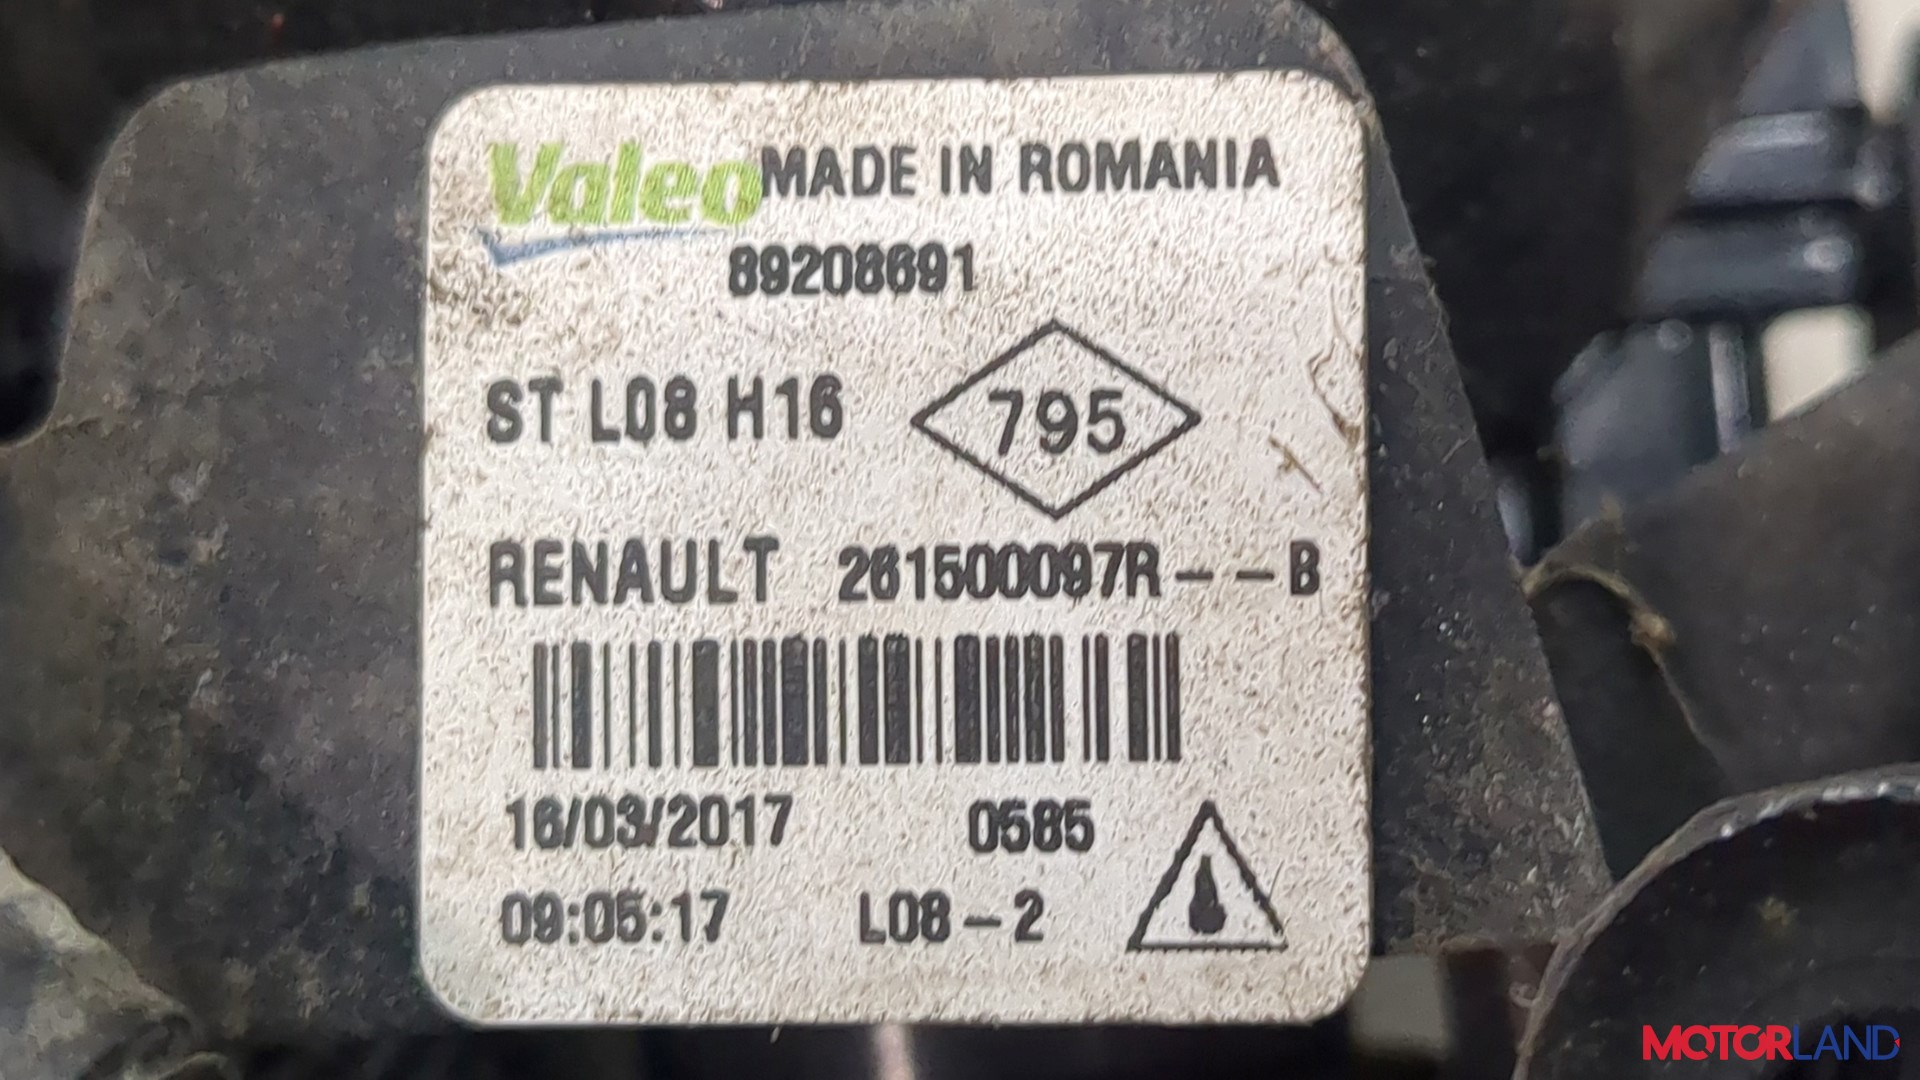 Valeo MADE IN ROMANIA
89208691
ST L08 H16
795
RENAULT 261500097R--B
16/03/2017 0585
09:05:17 L08-2
MOTORLAND